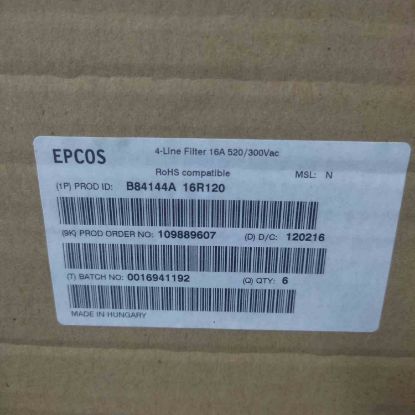 EPCOS 4-Line Filter 16A 520/300Vac
RoHS compatible MSL: N
(1P) PROD ID: B84144A 16R120
(9K) PROD ORDER NO: 109889607 (D) D/C: 120216
(T) BATCH NO: 0016941192 (Q) QTY: 6
MADE IN HUNGARY